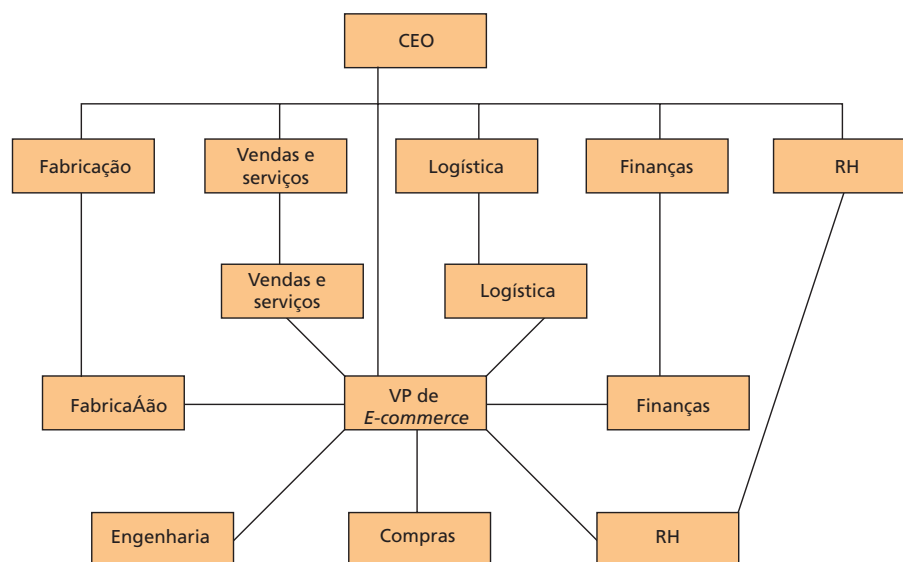 CEO
Fabricação
Vendas e
serviços
Logística
Finanças
RH
Vendas e
serviços
Logística
FabricaÁão
VP de
E-commerce
Finanças
Engenharia
Compras
RH